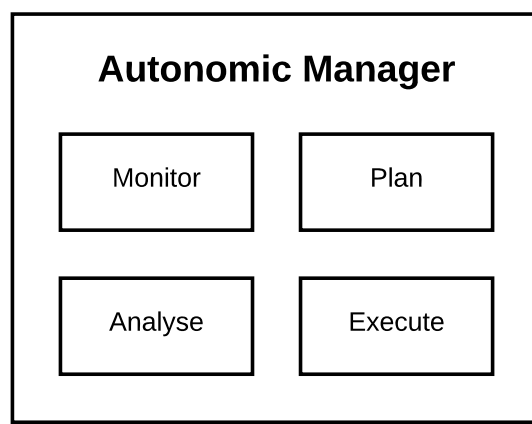 Autonomic Manager
Monitor
Plan
Analyse
Execute